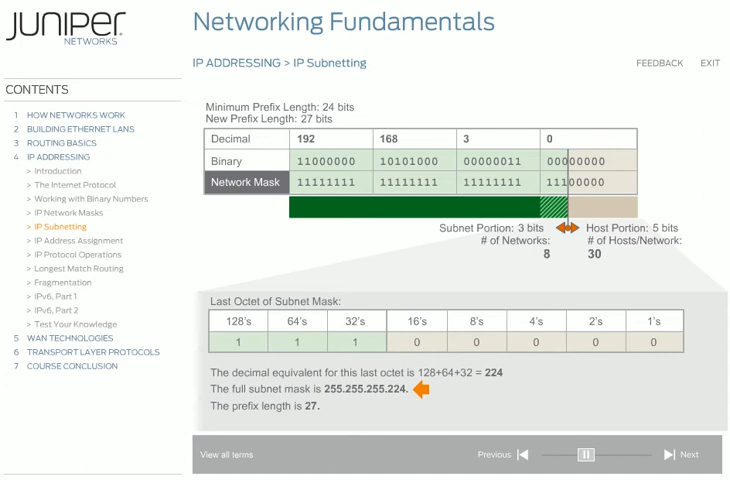 JUNIPER
NETWORKS
Networking Fundamentals
IP ADDRESSING > IP Subnetting
FEEDBACK EXIT
CONTENTS
1 HOW NETWORKS WORK
2 BUILDING ETHERNET LANS
3 ROUTING BASICS
4 IP ADDRESSING
> Introduction
> The Internet Protocol
> Working with Binary Numbers
> IP Network Masks
> IP Subnetting
> IP Address Assignment
> IP Protocol Operations
> Longest Match Routing
> Fragmentation
> IPv6, Part 1
> IPv6, Part 2
> Test Your Knowledge
5 WAN TECHNOLOGIES
6 TRANSPORT LAYER PROTOCOLS
7 COURSE CONCLUSION
Minimum Prefix Length: 24 bits
New Prefix Length: 27 bits
Decimal 192 168 3 0
Binary 11000000 10101000 00000011 00000000
Network Mask 11111111 11111111 11111111 11100000
Subnet Portion: 3 bits Host Portion: 5 bits
# of Networks: # of Hosts/Network:
8 30
Last Octet of Subnet Mask:
128's 64's 32's 16's 8's 4's 2's 1's
1 1 1 0 0 0 0 0
The decimal equivalent for this last octet is 128+64+32 = 224
The full subnet mask is 255.255.255.224.
The prefix length is 27.
View all terms Previous Next